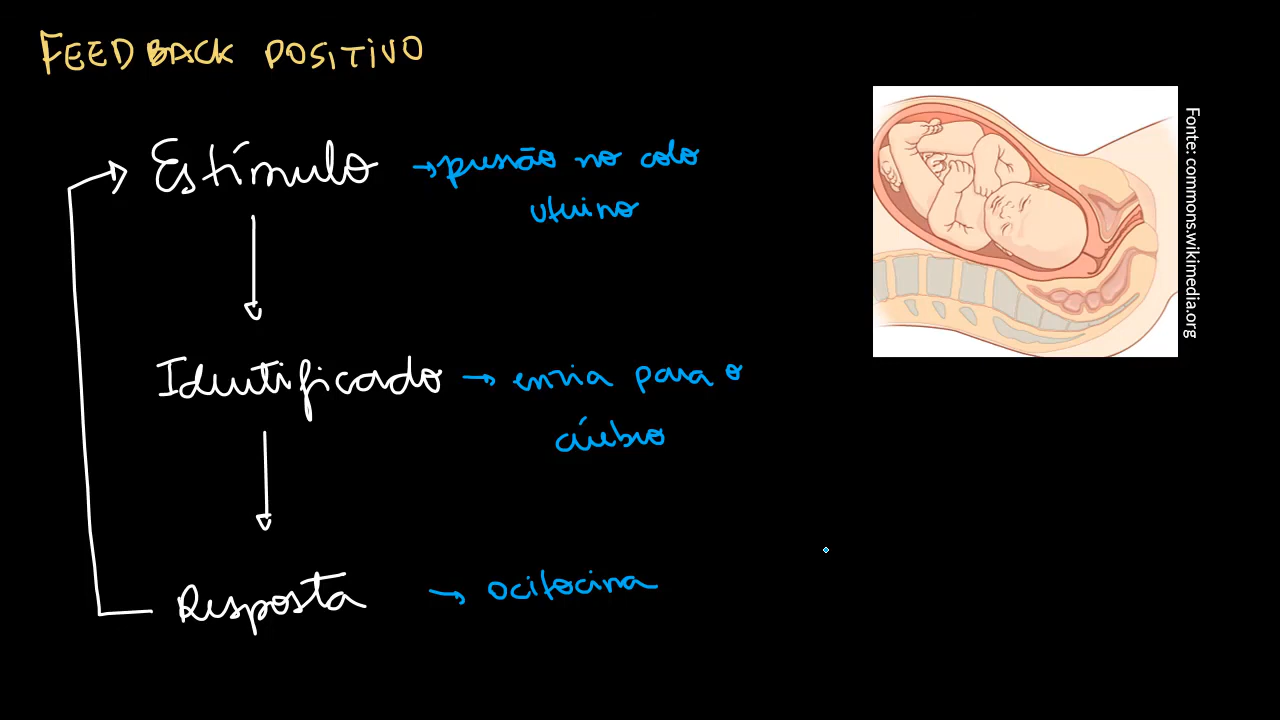 FEEDBACK POSITIVO
Estímulo → pressão no colo
uterino
Identificado → envia para o
cérebro
Resposta → ocitocina
Fonte: commons.wikimedia.org